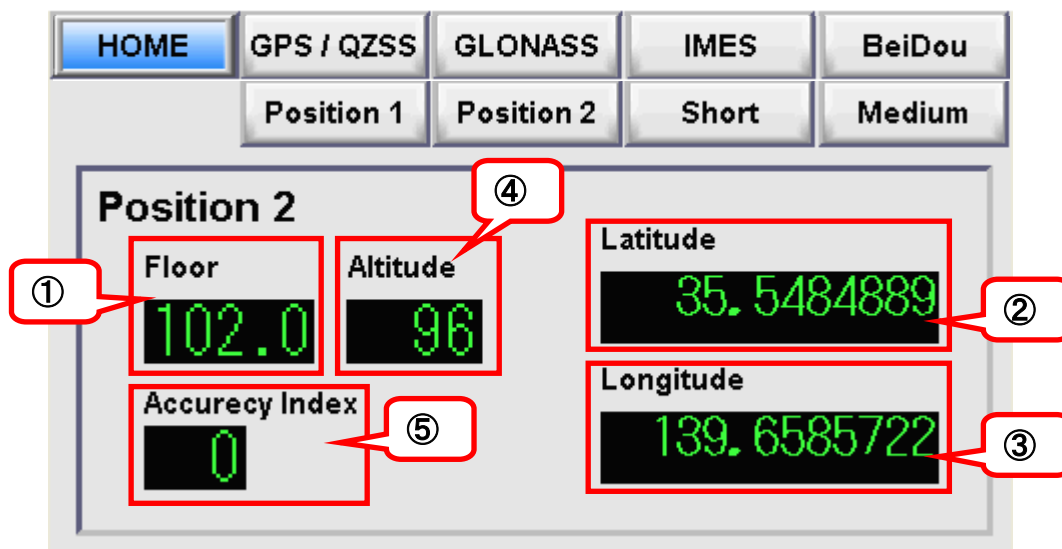 HOME GPS / QZSS GLONASS IMES BeiDou
Position 1 Position 2 Short Medium
Position 2
④
Floor
Altitude
Latitude
①
102.0
96
35.5484889
②
Accurecy Index
Longitude
⑤
0
139.6585722
③